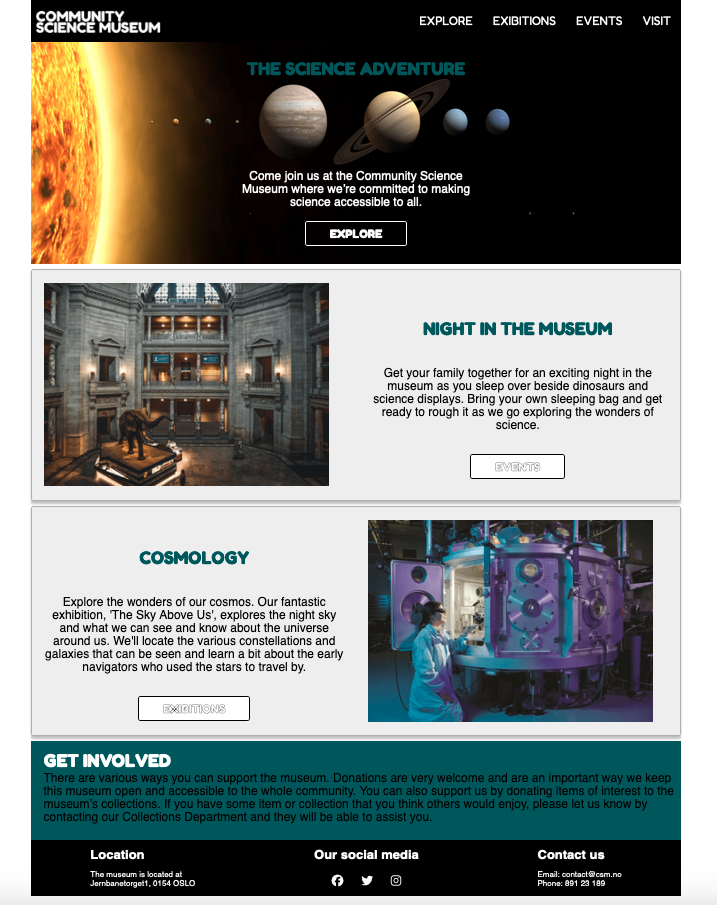 COMMUNITY
SCIENCE MUSEUM
EXPLORE EXIBITIONS EVENTS VISIT
THE SCIENCE ADVENTURE
Come join us at the Community Science
Museum where we're committed to making
science accessible to all.
EXPLORE
NIGHT IN THE MUSEUM
Get your family together for an exciting night in the
museum as you sleep over beside dinosaurs and
science displays. Bring your own sleeping bag and get
ready to rough it as we go exploring the wonders of
science.
EVENTS
COSMOLOGY
Explore the wonders of our cosmos. Our fantastic
exhibition, 'The Sky Above Us', explores the night sky
and what we can see and know about the universe
around us. We'll locate the various constellations and
galaxies that can be seen and learn a bit about the early
navigators who used the stars to travel by.
EXIBITIONS
GET INVOLVED
There are various ways you can support the museum. Donations are very welcome and are an important way we keep
this museum open and accessible to the whole community. You can also support us by donating items of interest to the
museum's collections. If you have some item or collection that you think others would enjoy, please let us know by
contacting our Collections Department and they will be able to assist you.
Location
The museum is located at
Jernbanetorget1, 0154 OSLO
Our social media
Contact us
Email: contact@csm.no
Phone: 891 23 189